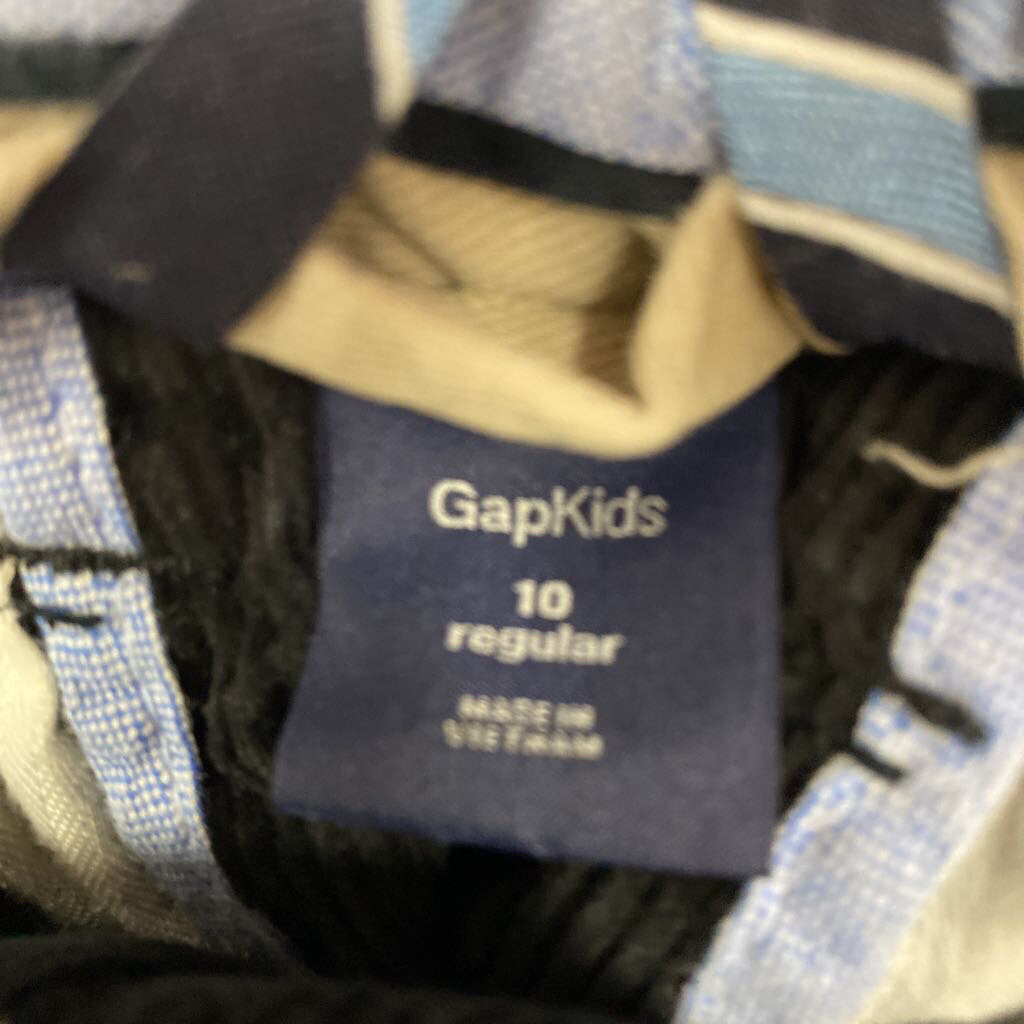 GapKids
10
regular
MADE IN
VIETNAM